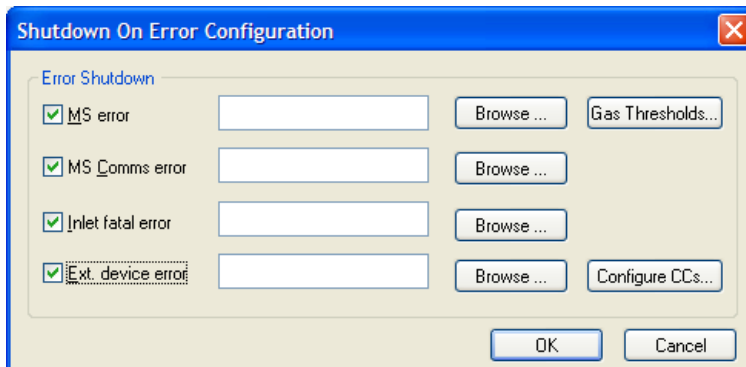 Shutdown On Error Configuration
Error Shutdown
MS error Browse ... Gas Thresholds...
MS Comms error Browse ...
Inlet fatal error Browse ...
Ext. device error Browse ... Configure CCs...
OK Cancel